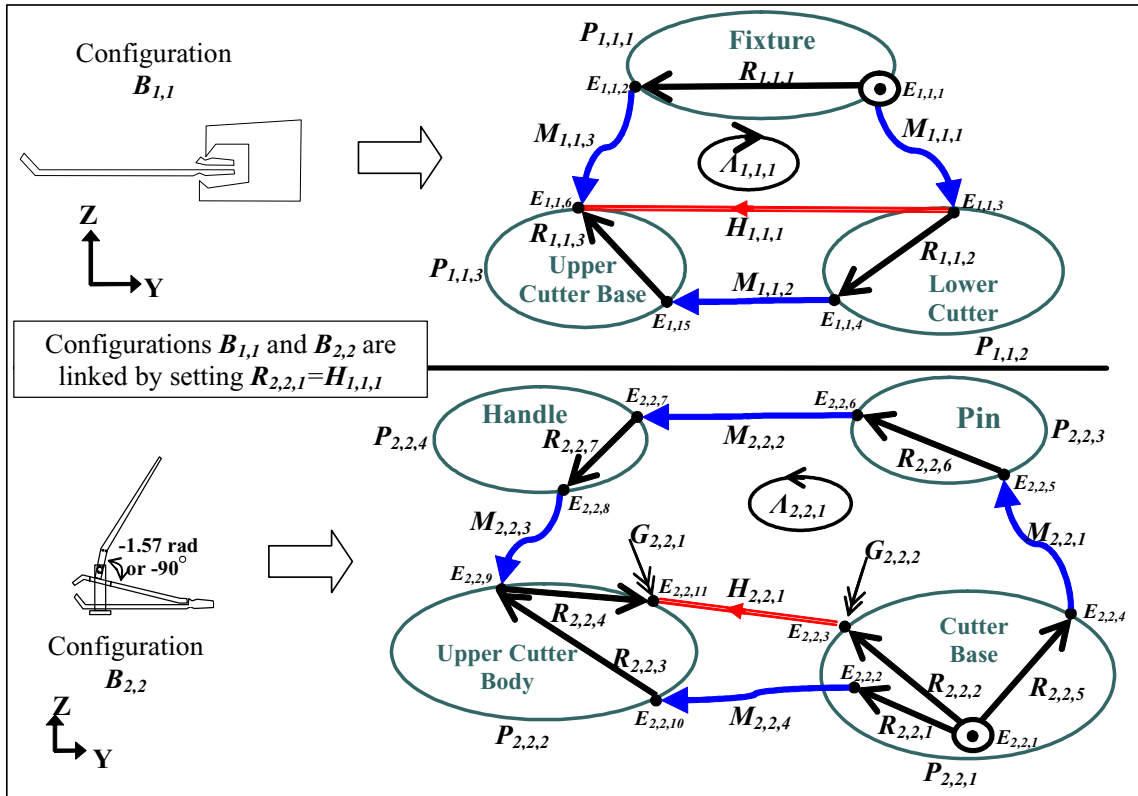 Configuration
B1,1
Z
Y
P1,1,1
Fixture
R1,1,1
E1,1,2
E1,1,1
M1,1,3
M1,1,1
Λ1,1,1
E1,1,6
E1,1,3
H1,1,1
R1,1,3
R1,1,2
P1,1,3
Upper
Cutter Base
M1,1,2
Lower
Cutter
E1,15
E1,1,4
P1,1,2
Configurations B1,1 and B2,2 are
linked by setting R2,2,1=H1,1,1
-1.57 rad
or -90°
Configuration
B2,2
Z
Y
Handle
E2,2,7
E2,2,6
Pin
P2,2,4
R2,2,7
M2,2,2
R2,2,6
P2,2,3
E2,2,8
E2,2,5
Λ2,2,1
M2,2,3
M2,2,1
G2,2,1
G2,2,2
E2,2,9
E2,2,11
H2,2,1
R2,2,4
E2,2,3
E2,2,4
Cutter
Base
Upper Cutter
Body
R2,2,3
E2,2,2
R2,2,2
R2,2,5
E2,2,10
M2,2,4
R2,2,1
E2,2,1
P2,2,2
P2,2,1